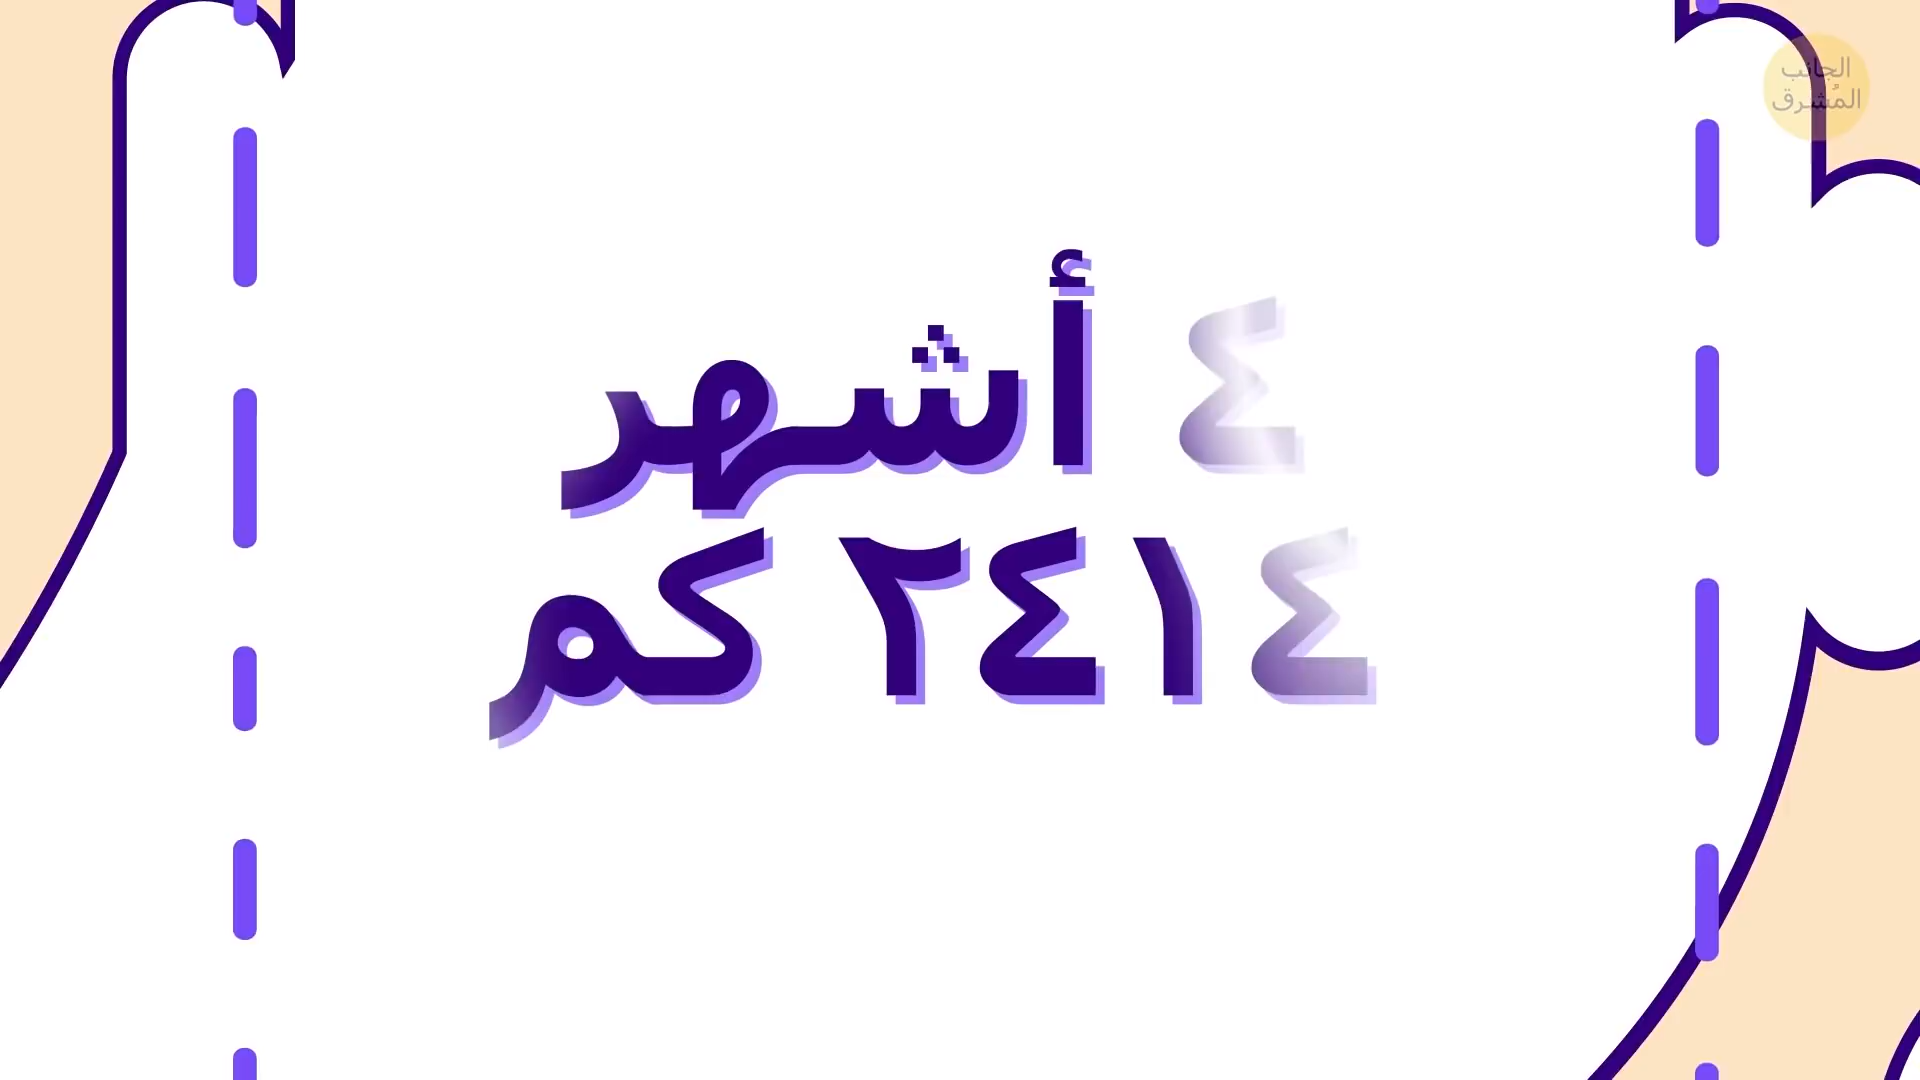 الجانب
المُشرق
٤ أشهر
٢٤١٤ كم